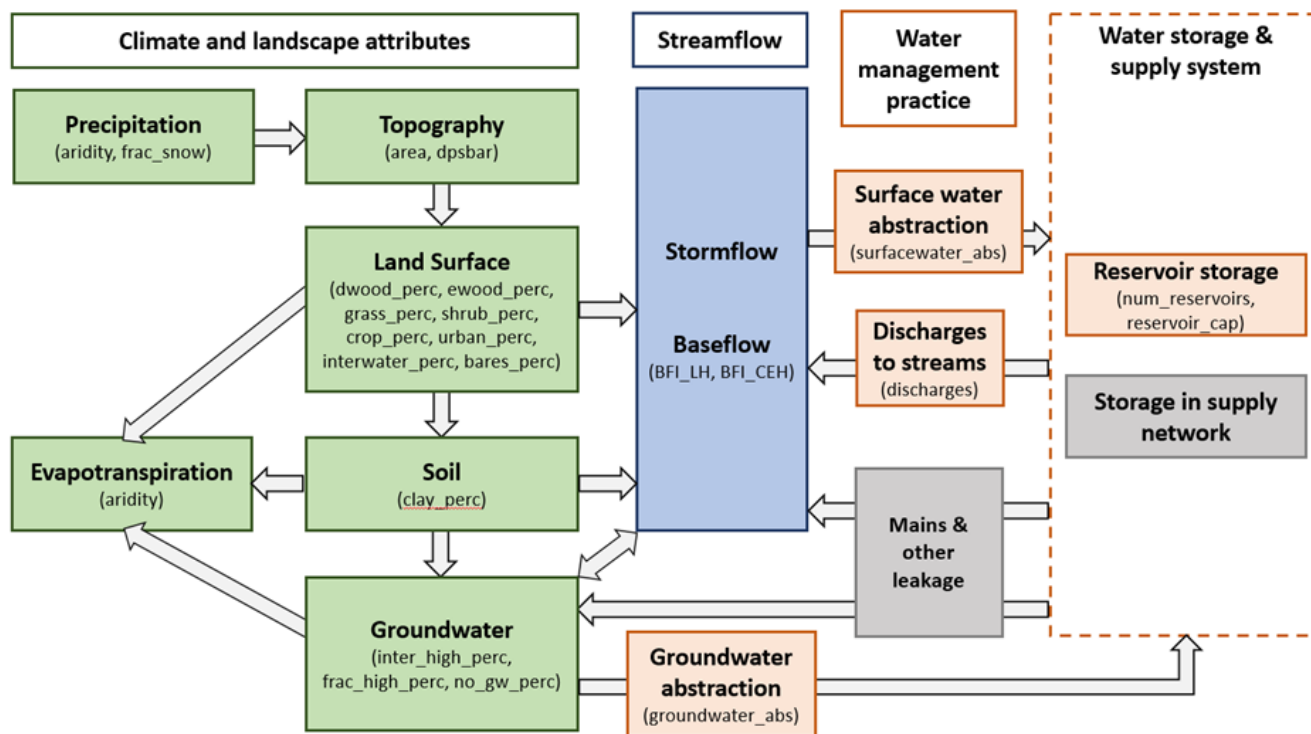 Climate and landscape attributes
Streamflow
Water
management
practice
Water storage &
supply system
Precipitation
(aridity, frac_snow)
Topography
(area, dpsbar)
Land Surface
(dwood_perc, ewood_perc,
grass_perc, shrub_perc,
crop_perc, urban_perc,
interwater_perc, bares_perc)
Evapotranspiration
(aridity)
Soil
(clay_perc)
Groundwater
(inter_high_perc,
frac_high_perc, no_gw_perc)
Stormflow
Baseflow
(BFI_LH, BFI_CEH)
Surface water
abstraction
(surfacewater_abs)
Discharges
to streams
(discharges)
Mains &
other
leakage
Groundwater
abstraction
(groundwater_abs)
Reservoir storage
(num_reservoirs,
reservoir_cap)
Storage in supply
network